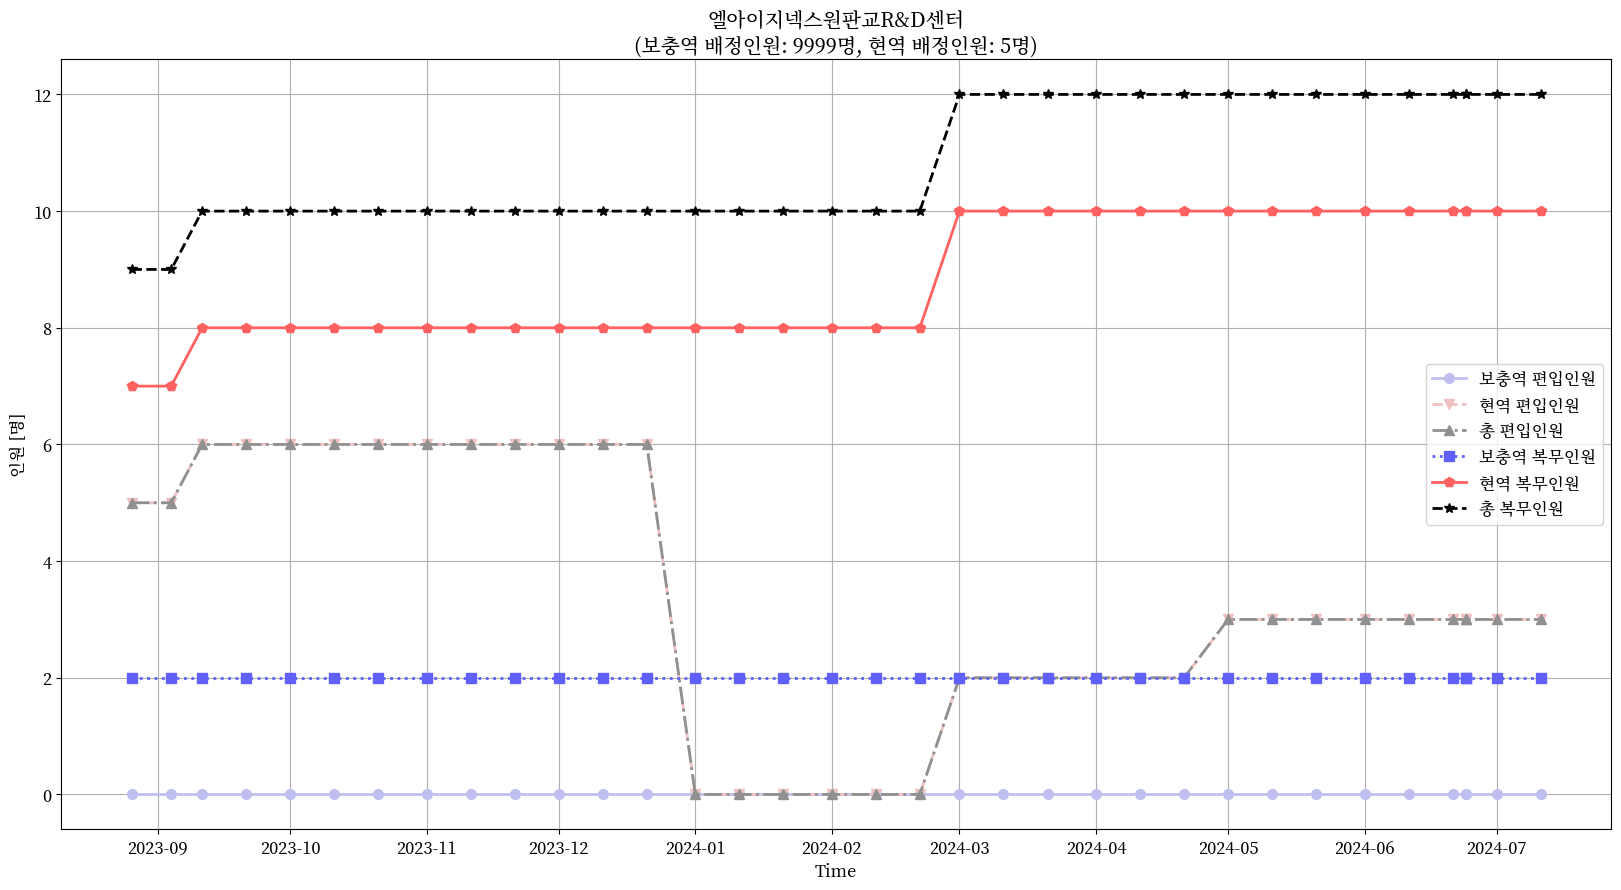 엘아이지넥스원판교R&D센터
(보충역 배정인원: 9999명, 현역 배정인원: 5명)
인원 [명]
12
10
8
6
4
2
0
보충역 편입인원
현역 편입인원
총 편입인원
보충역 복무인원
현역 복무인원
총 복무인원
2023-09 2023-10 2023-11 2023-12 2024-01 2024-02 2024-03 2024-04 2024-05 2024-06 2024-07
Time